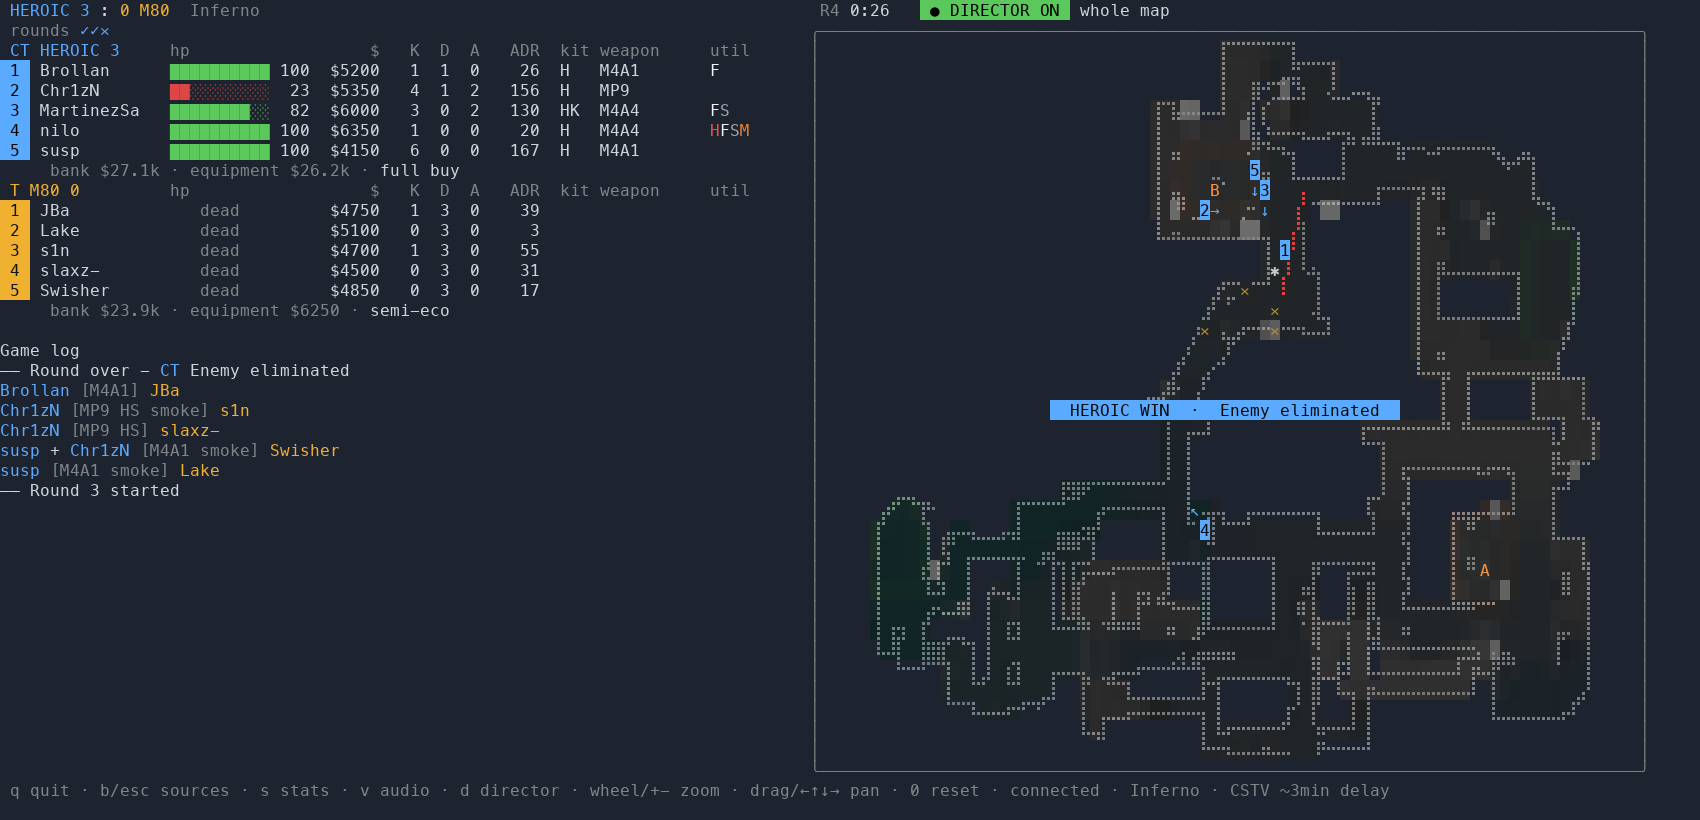 HEROIC 3 : 0 M80 Inferno
rounds ✓✓×
CT HEROIC 3 hp $ K D A ADR kit weapon util
1 Brollan 100 $5200 1 1 0 26 H M4A1 F
2 Chr1zN 23 $5350 4 1 2 156 H MP9
3 MartinezSa 82 $6000 3 0 2 130 HK M4A4 FS
4 nilo 100 $6350 1 0 0 20 H M4A4 HFSM
5 susp 100 $4150 6 0 0 167 H M4A1
bank $27.1k · equipment $26.2k · full buy
T M80 0 hp $ K D A ADR kit weapon util
1 JBa dead $4750 1 3 0 39
2 Lake dead $5100 0 3 0 3
3 s1n dead $4700 1 3 0 55
4 slaxz− dead $4500 0 3 0 31
5 Swisher dead $4850 0 3 0 17
bank $23.9k · equipment $6250 · semi−eco
Game log
—— Round over — CT Enemy eliminated
Brollan [M4A1] JBa
Chr1zN [MP9 HS smoke] s1n
Chr1zN [MP9 HS] slaxz−
susp + Chr1zN [M4A1 smoke] Swisher
susp [M4A1 smoke] Lake
—— Round 3 started
R4 0:26 ● DIRECTOR ON whole map
5
B ↓3
2→ ↓
1
*
×
×
× ×
HEROIC WIN · Enemy eliminated
↖
4
A
q quit · b/esc sources · s stats · v audio · d director · wheel/+− zoom · drag/←↑↓→ pan · 0 reset · connected · Inferno · CSTV ~3min delay